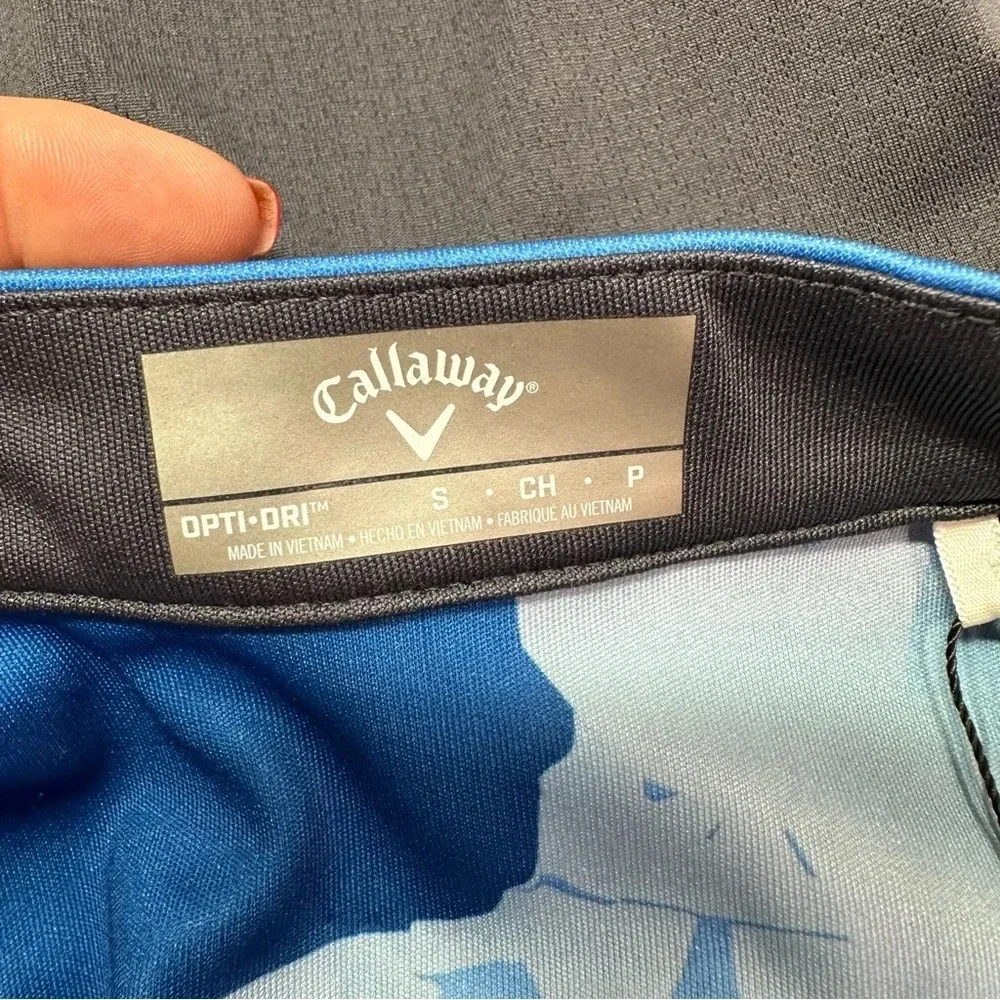 Callaway®
OPTI•DRI™ S • CH • P
MADE IN VIETNAM • HECHO EN VIETNAM • FABRIQUÉ AU VIETNAM